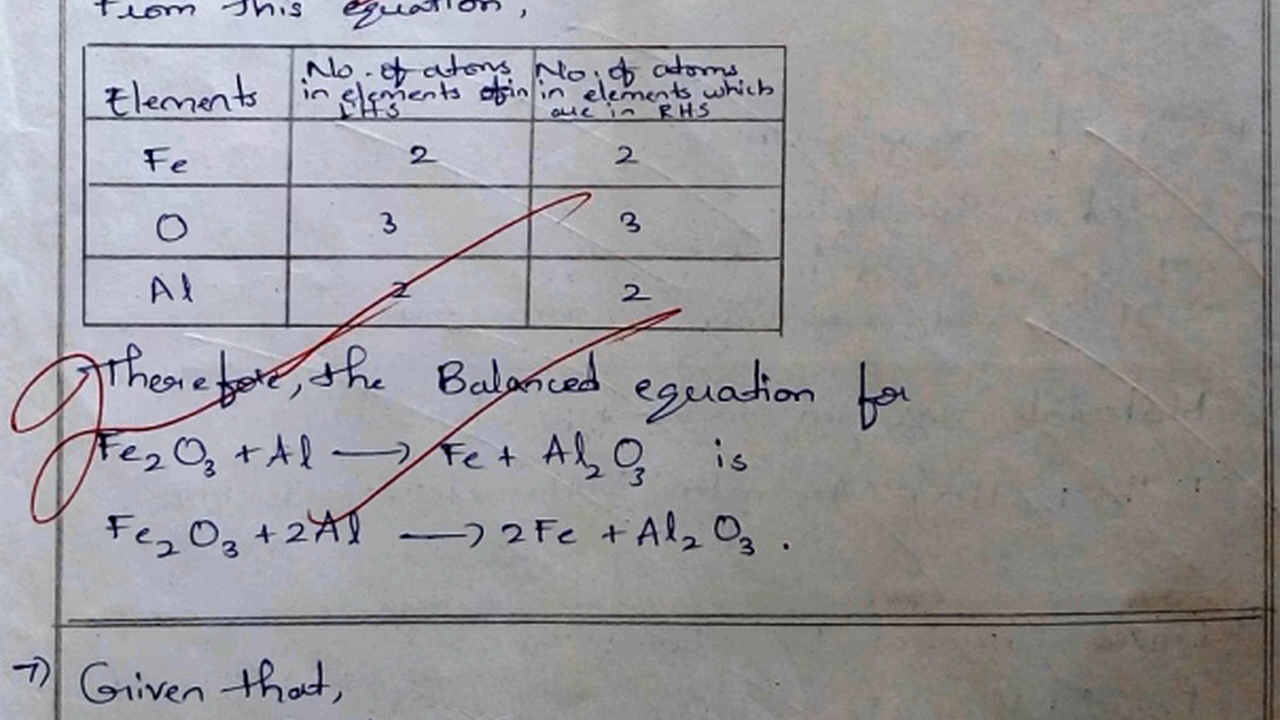 From this equation,
Elements | No. of atoms in elements in LHS | No. of atoms in elements which are in RHS
Fe | 2 | 2
O | 3 | 3
Al | 2 | 2
Therefore, the Balanced equation for
Fe₂O₃ + Al → Fe + Al₂O₃ is
Fe₂O₃ + 2Al → 2Fe + Al₂O₃.
7) Given that,